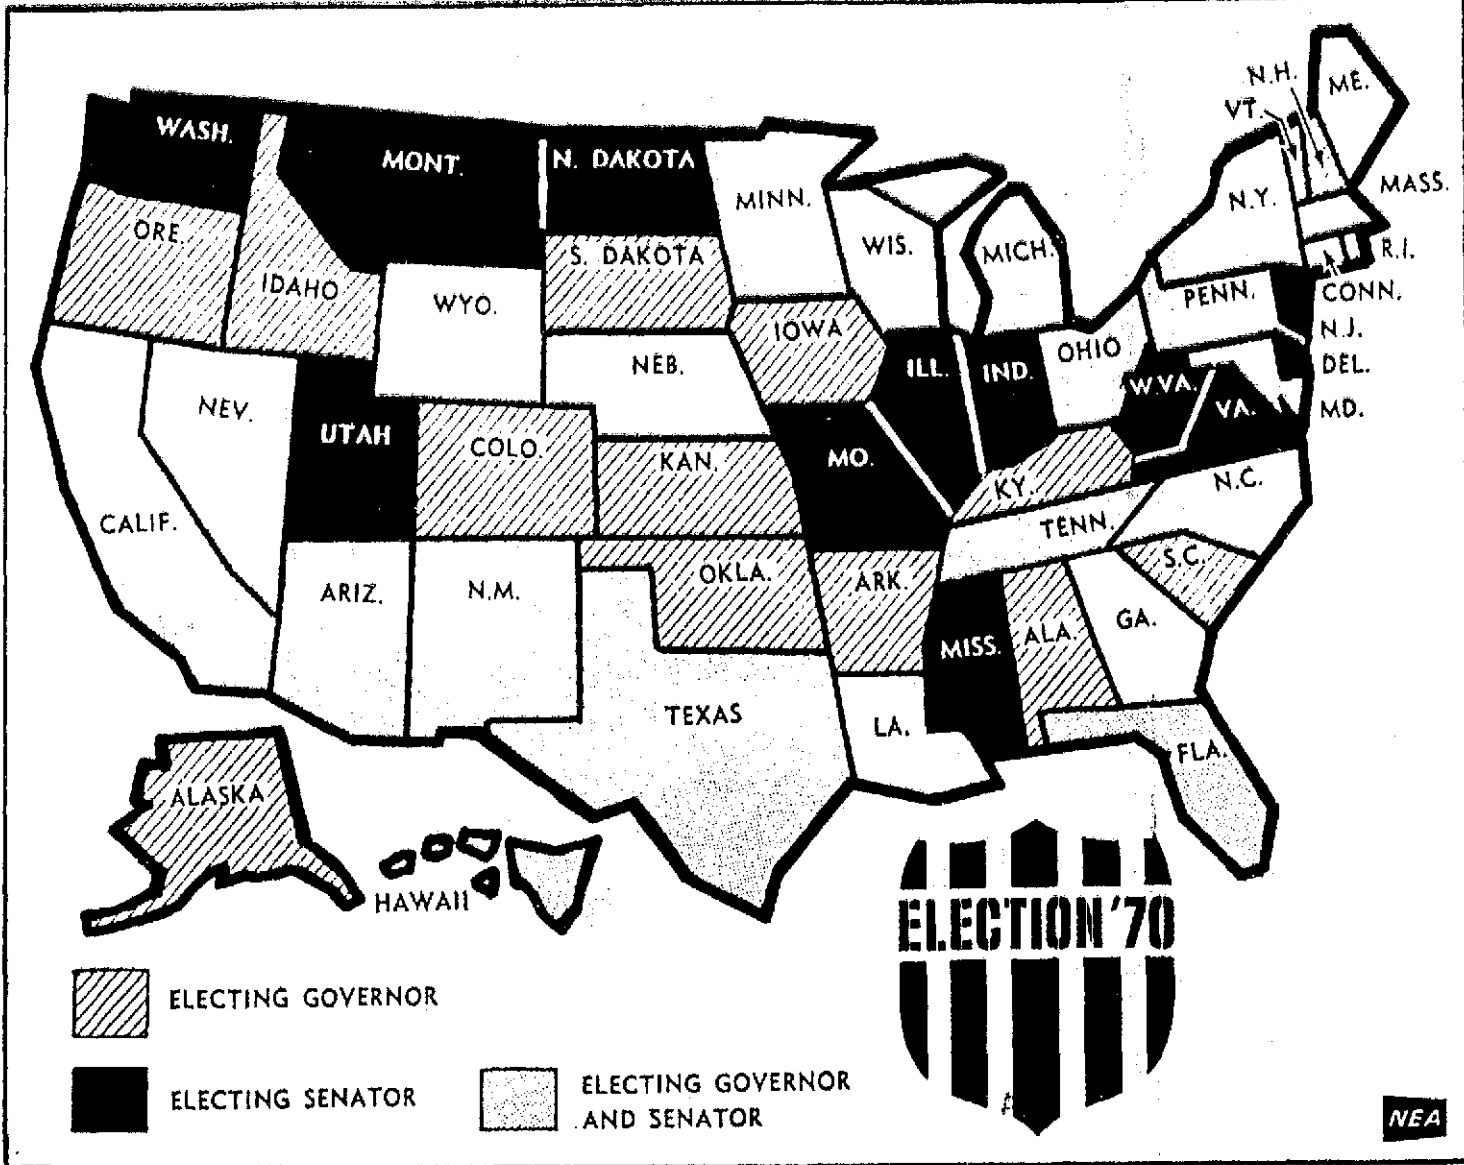 WASH.
MONT.
N. DAKOTA
MINN.
ORE.
IDAHO
WYO.
S. DAKOTA
WIS.
MICH.
N.H.
VT.
ME.
N.Y.
MASS.
R.I.
CONN.
PENN.
N.J.
DEL.
MD.
NEV.
UTAH
COLO.
NEB.
IOWA
ILL.
IND.
OHIO
W.VA.
VA.
CALIF.
KAN.
MO.
KY.
N.C.
TENN.
ARIZ.
N.M.
OKLA.
ARK.
S.C.
MISS.
ALA.
GA.
TEXAS
LA.
FLA.
ALASKA
HAWAII
ELECTION '70
ELECTING GOVERNOR
ELECTING SENATOR
ELECTING GOVERNOR
AND SENATOR
NEA